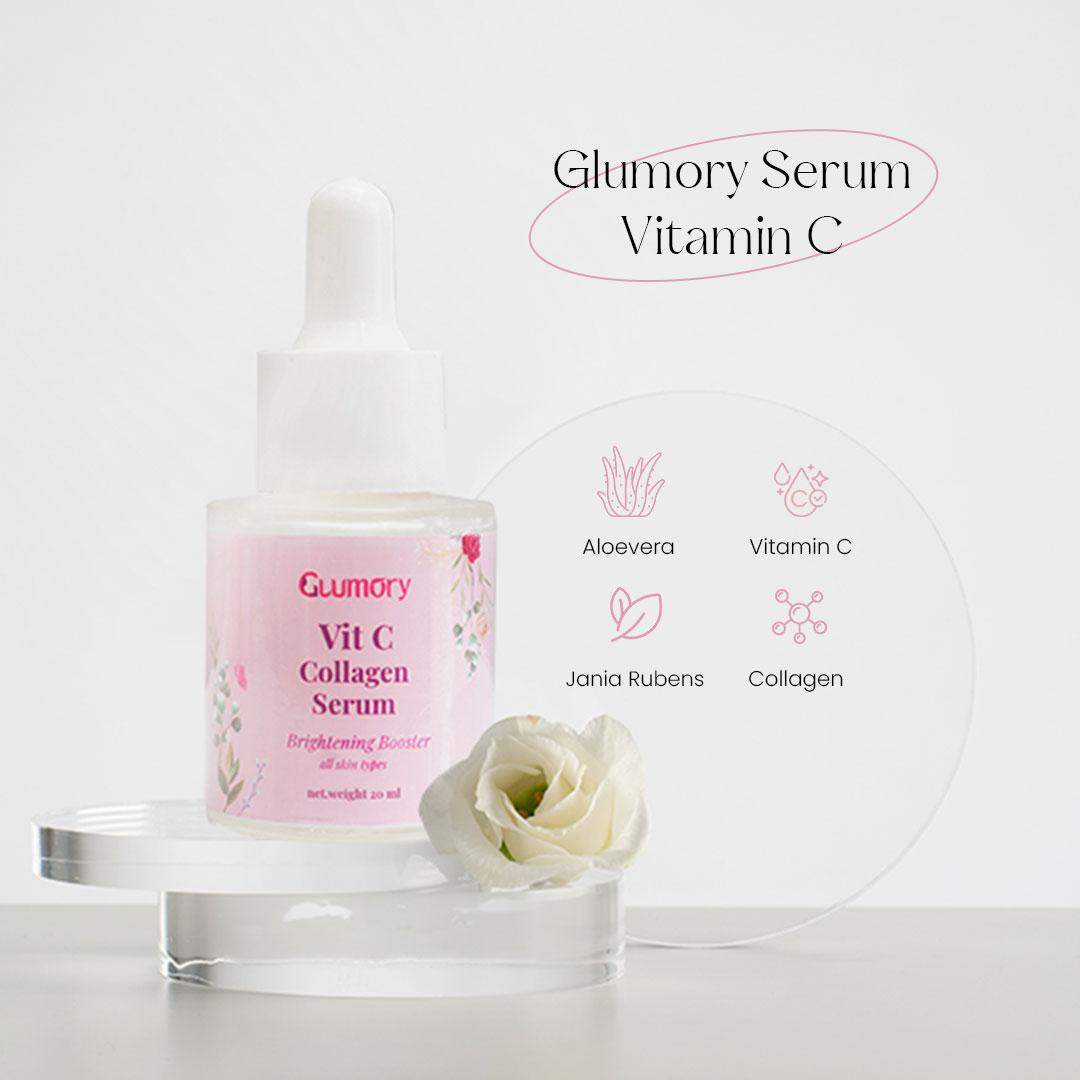 Glumory Serum
Vitamin C
Aloevera
Vitamin C
Jania Rubens
Collagen
Glumory
Vit C
Collagen
Serum
Brightening Booster
all skin types
net.weight 20 ml